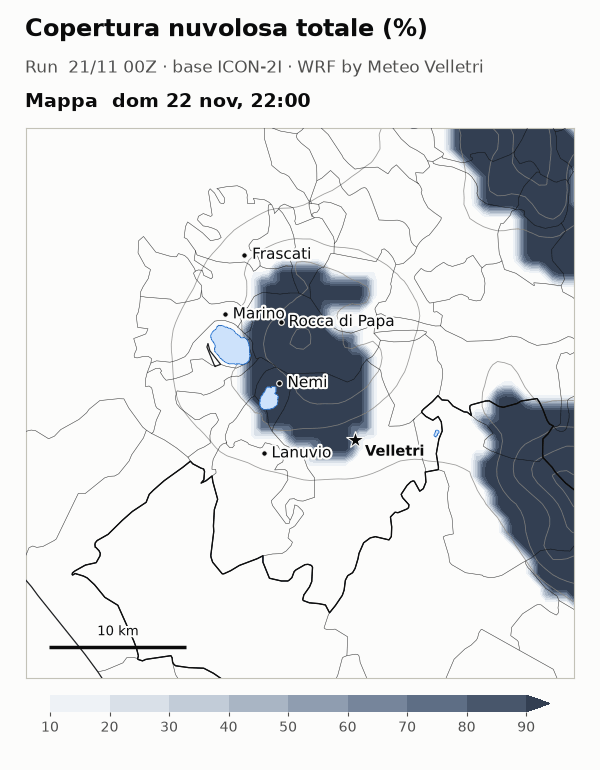 Copertura nuvolosa totale (%)
Run  21/11 00Z · base ICON-2I · WRF by Meteo Velletri
Mappa  dom 22 nov, 22:00
Frascati
Marino
Rocca di Papa
Nemi
Velletri
Lanuvio
10 km
10 20 30 40 50 60 70 80 90